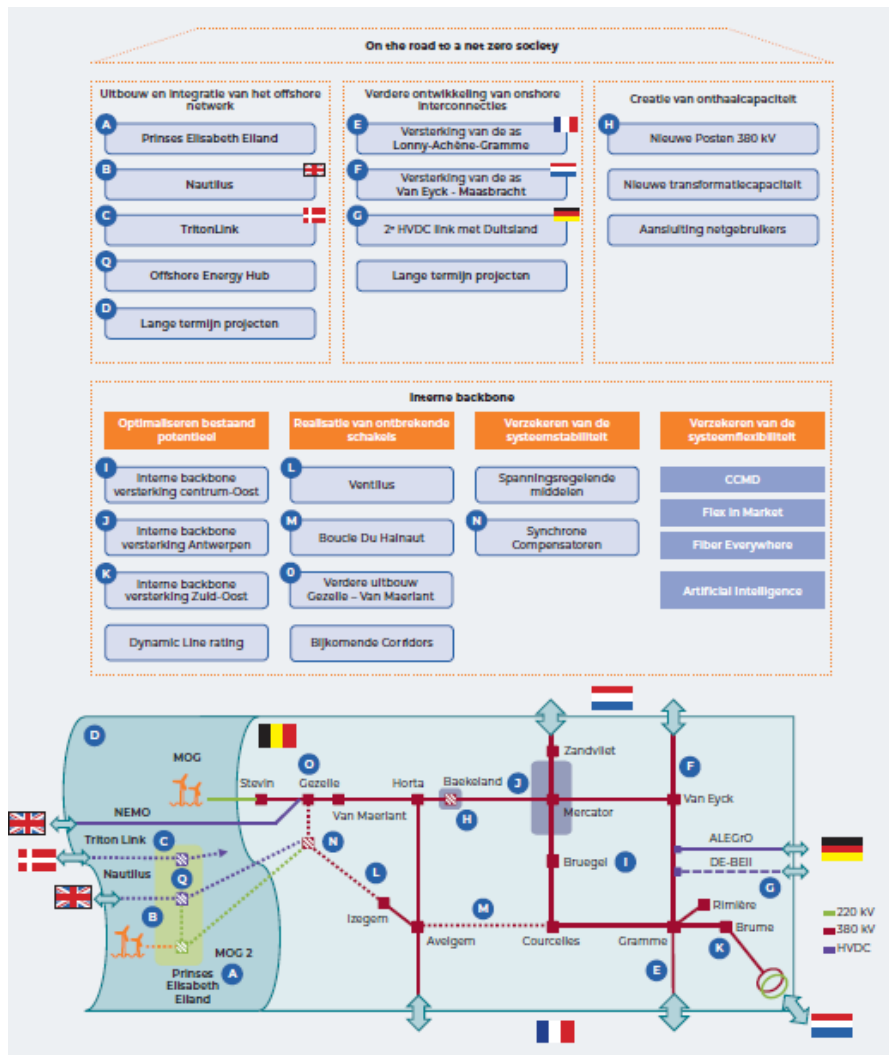 On the road to a net zero society
Uitbouw en integratie van het offshore
netwerk
A
Prinses Elisabeth Eiland
B
Nautilus
C
TritonLink
Q
Offshore Energy Hub
D
Lange termijn projecten
Verdere ontwikkeling van onshore
interconnecties
E
Versterking van de as
Lonny-Achêne-Gramme
F
Versterking van de as
Van Eyck - Maasbracht
G
2e HVDC link met Duitsland
Lange termijn projecten
Creatie van onthaalcapaciteit
H
Nieuwe Posten 380 kV
Nieuwe transformatiecapaciteit
Aansluiting netgebruikers
Interne backbone
Optimaliseren bestaand
potentieel
I
Interne backbone
versterking centrum-Oost
J
Interne backbone
versterking Antwerpen
K
Interne backbone
versterking Zuid-Oost
Dynamic Line rating
Realisatie van ontbrekende
schakels
L
Ventilus
M
Boucle Du Hainaut
O
Verdere uitbouw
Gezelle – Van Maerlant
Bijkomende Corridors
Verzekeren van de
systeemstabiliteit
Spanningsregelende
middelen
N
Synchrone
Compensatoren
Verzekeren van de
systeemflexibiliteit
CCMD
Flex in Market
Fiber Everywhere
Artificial Intelligence
D
MOG
Stevin
O
Gezelle
Van Maerlant
Horta
Baekeland
H
J
Zandvliet
Mercator
F
Van Eyck
NEMO
Triton Link
C
Nautilus
Q
B
MOG 2
Prinses
Elisabeth
Eiland
A
N
L
Izegem
Avelgem
M
Bruegel
I
Courcelles
Gramme
ALEGrO
DE-BEII
G
Rimière
Brume
K
E
220 kV
380 kV
HVDC